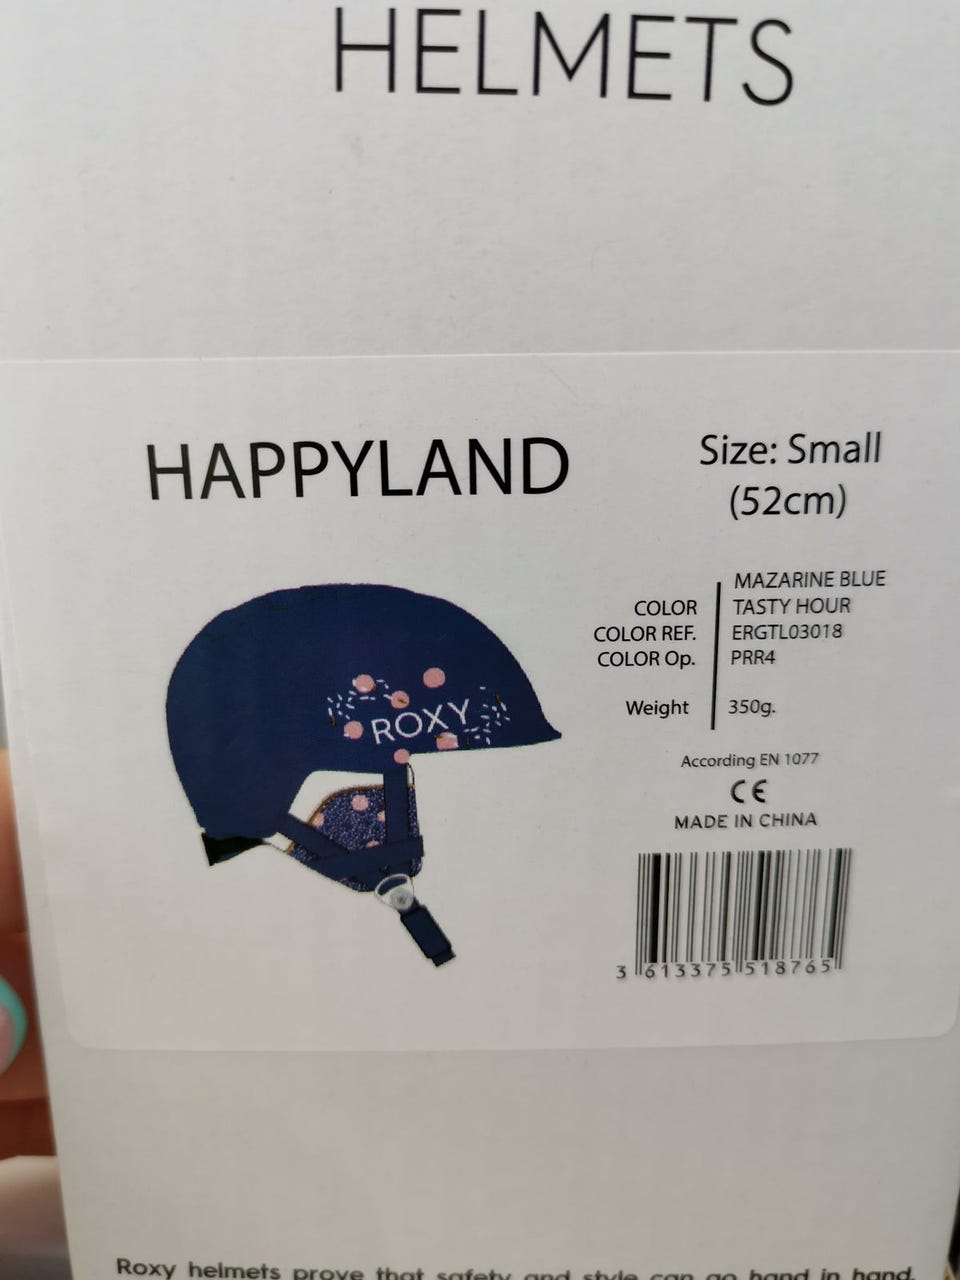 HELMETS
HAPPYLAND
Size: Small
(52cm)
MAZARINE BLUE
COLOR TASTY HOUR
COLOR REF. ERGTL03018
COLOR Op. PRR4
Weight 350g.
According EN 1077
CE
MADE IN CHINA
ROXY
3 613375 518765
Roxy helmets prove that safety and style can go hand in hand.